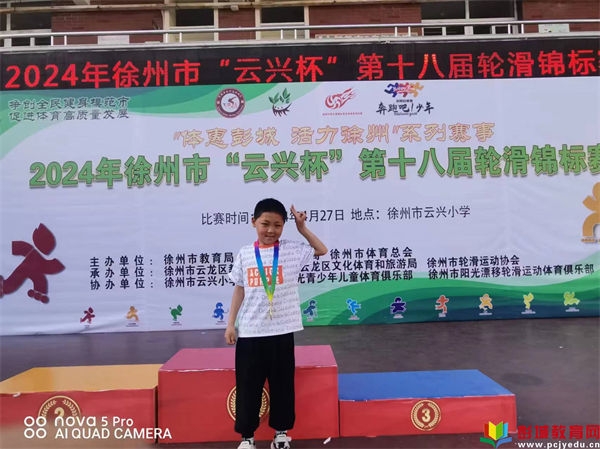 2024年徐州市“云兴杯”第十八届轮滑锦标
争创全民健身模范市
促进体育高质量发展
奔跑吧!少年
“体惠彭城 活力徐州”系列赛事
2024年徐州市“云兴杯”第十八届轮滑锦标赛
比赛时间: 月27日 地点：徐州市云兴小学
主办单位：徐州市教育局 徐州市体育总会
承办单位：徐州市云龙区 云龙区文化体育和旅游局 徐州市轮滑运动协会
协办单位：徐州市云兴小 光青少年儿童体育俱乐部 徐州市阳光漂移轮滑运动体育俱乐部
2
3
nova 5 Pro
AI QUAD CAMERA
彭城教育网
www.pcjyedu.cn